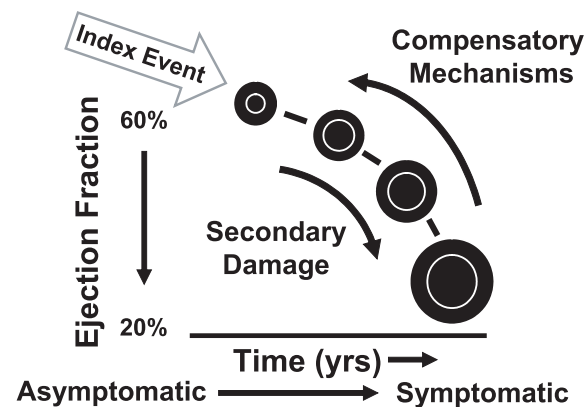 Index Event
Compensatory
Mechanisms
Ejection Fraction
60%
Secondary
Damage
20%
Time (yrs)
Asymptomatic
Symptomatic